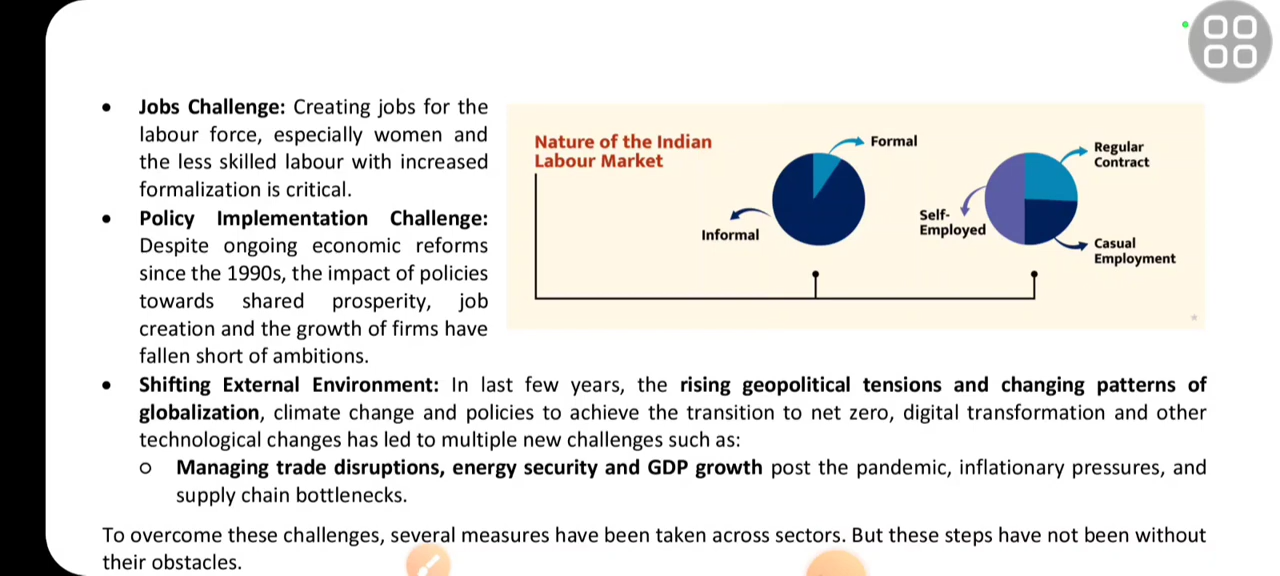 • Jobs Challenge: Creating jobs for the
labour force, especially women and
the less skilled labour with increased
formalization is critical.
• Policy Implementation Challenge:
Despite ongoing economic reforms
since the 1990s, the impact of policies
towards shared prosperity, job
creation and the growth of firms have
fallen short of ambitions.
Nature of the Indian
Labour Market
Formal
Informal
Regular
Contract
Self-
Employed
Casual
Employment
• Shifting External Environment: In last few years, the rising geopolitical tensions and changing patterns of
globalization, climate change and policies to achieve the transition to net zero, digital transformation and other
technological changes has led to multiple new challenges such as:
o Managing trade disruptions, energy security and GDP growth post the pandemic, inflationary pressures, and
supply chain bottlenecks.
To overcome these challenges, several measures have been taken across sectors. But these steps have not been without
their obstacles.